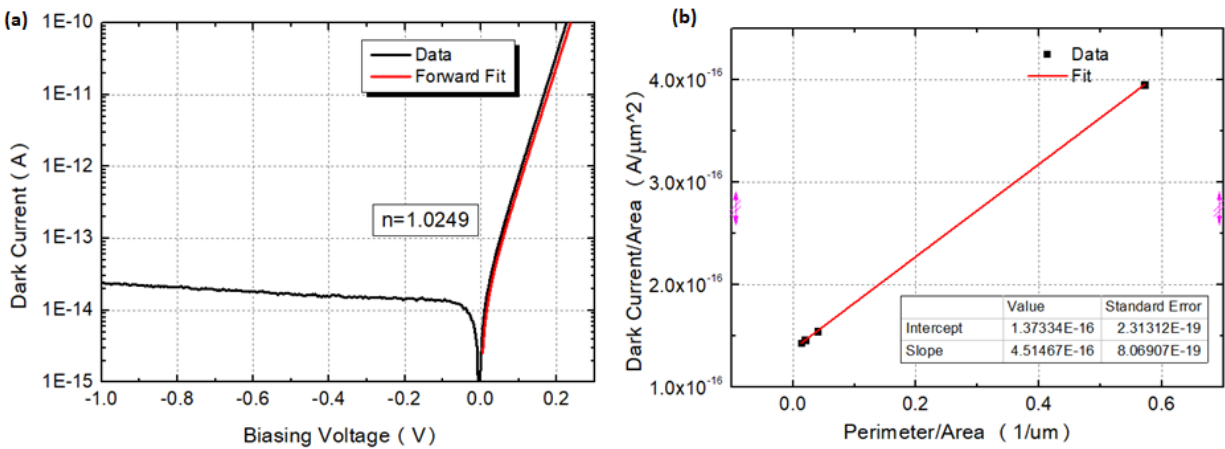 (a)
1E-10
1E-11
1E-12
1E-13
1E-14
1E-15
Dark Current ( A )
Data
Forward Fit
n=1.0249
-1.0 -0.8 -0.6 -0.4 -0.2 0.0 0.2
Biasing Voltage ( V )
(b)
4.0x10-16
3.0x10-16
2.0x10-16
1.0x10-16
Dark Current/Area ( A/μm^2 )
Data
Fit
Value Standard Error
Intercept 1.37334E-16 2.31312E-19
Slope 4.51467E-16 8.06907E-19
0.0 0.2 0.4 0.6
Perimeter/Area ( 1/um )